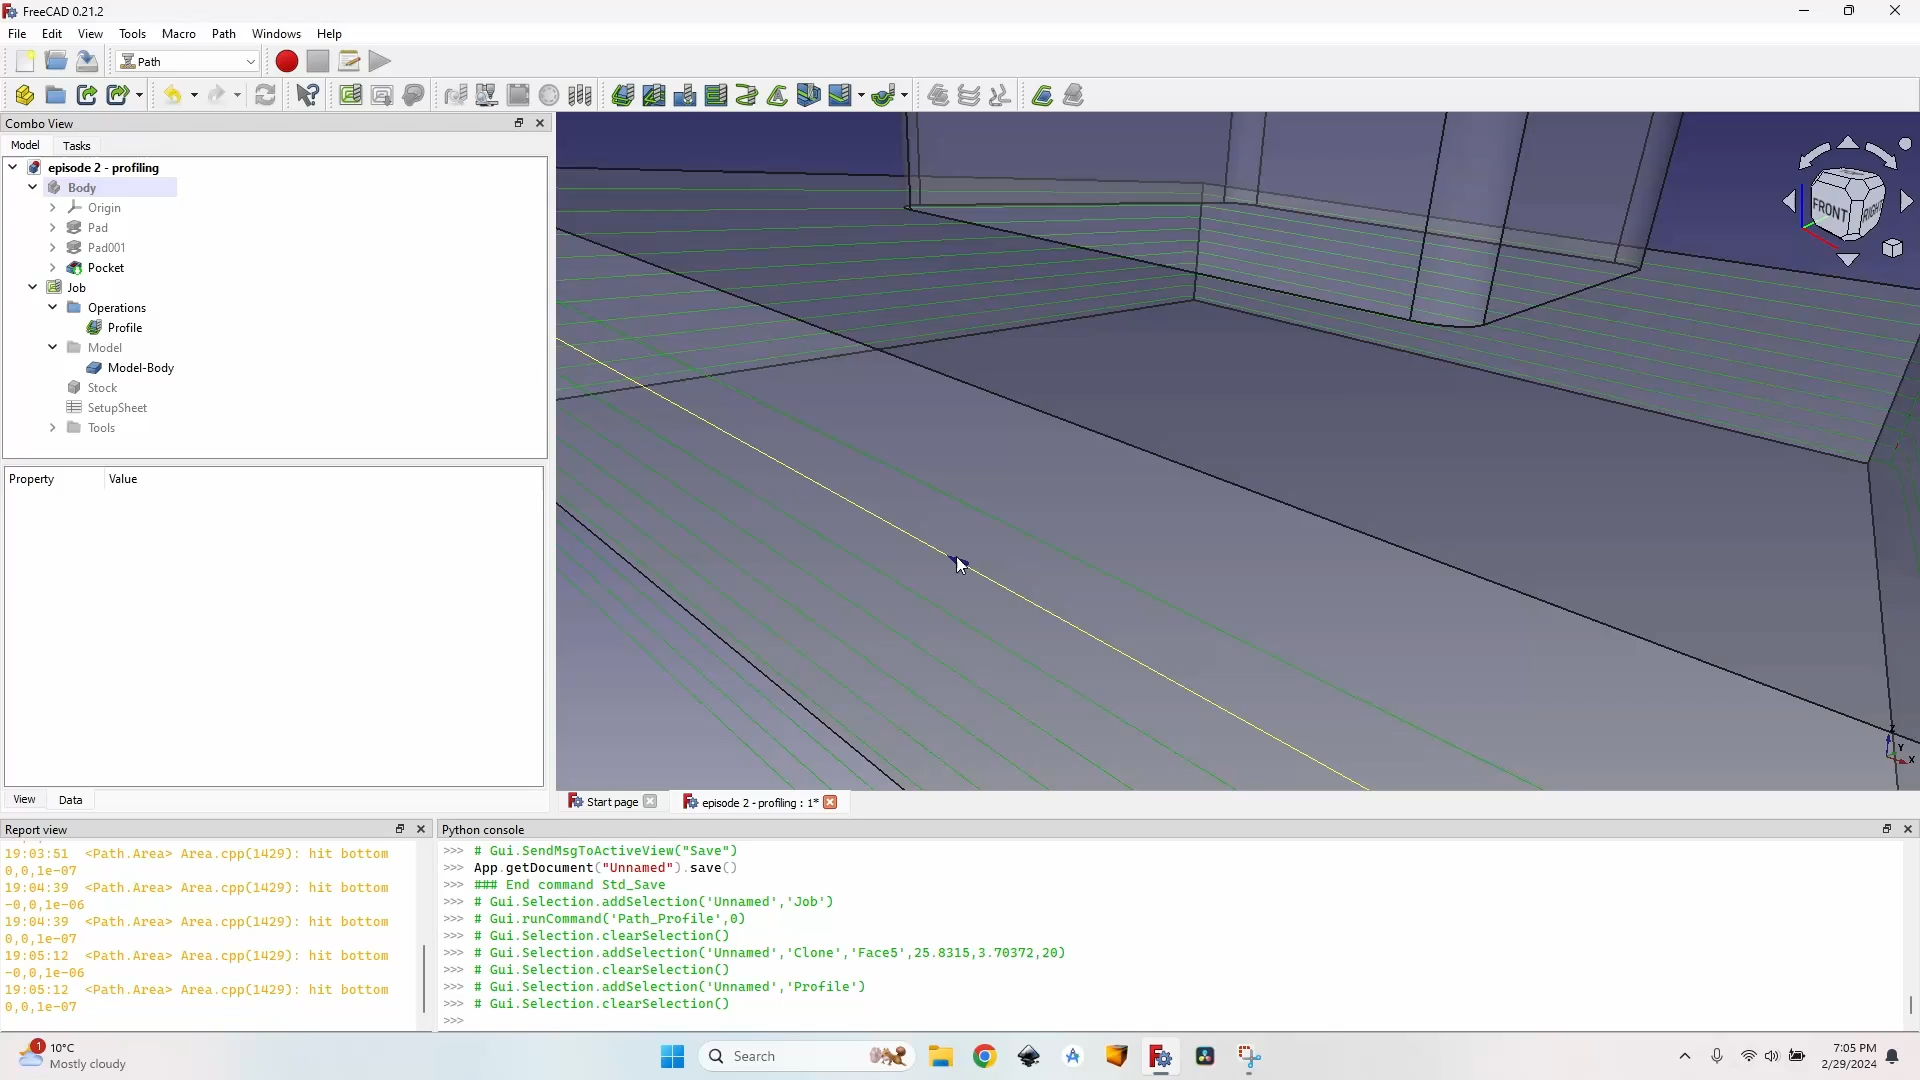 FreeCAD 0.21.2
File Edit View Tools Macro Path Windows Help
Path
Combo View
Model Tasks
episode 2 - profiling
Body
Origin
Pad
Pad001
Pocket
Job
Operations
Profile
Model
Model-Body
Stock
SetupSheet
Tools
Property Value
View Data
FRONT
RIGHT
Z
Y
X
Start page
episode 2 - profiling : 1*
Report view
19:03:51 <Path.Area> Area.cpp(1429): hit bottom
0,0,1e-07
19:04:39 <Path.Area> Area.cpp(1429): hit bottom
-0,0,1e-06
19:04:39 <Path.Area> Area.cpp(1429): hit bottom
0,0,1e-07
19:05:12 <Path.Area> Area.cpp(1429): hit bottom
-0,0,1e-06
19:05:12 <Path.Area> Area.cpp(1429): hit bottom
0,0,1e-07
Python console
>>> # Gui.SendMsgToActiveView("Save")
>>> App.getDocument("Unnamed").save()
>>> ### End command Std_Save
>>> # Gui.Selection.addSelection('Unnamed','Job')
>>> # Gui.runCommand('Path_Profile',0)
>>> # Gui.Selection.clearSelection()
>>> # Gui.Selection.addSelection('Unnamed','Clone','Face5',25.8315,3.70372,20)
>>> # Gui.Selection.clearSelection()
>>> # Gui.Selection.addSelection('Unnamed','Profile')
>>> # Gui.Selection.clearSelection()
>>>
1
10°C
Mostly cloudy
Search
7:05 PM
2/29/2024